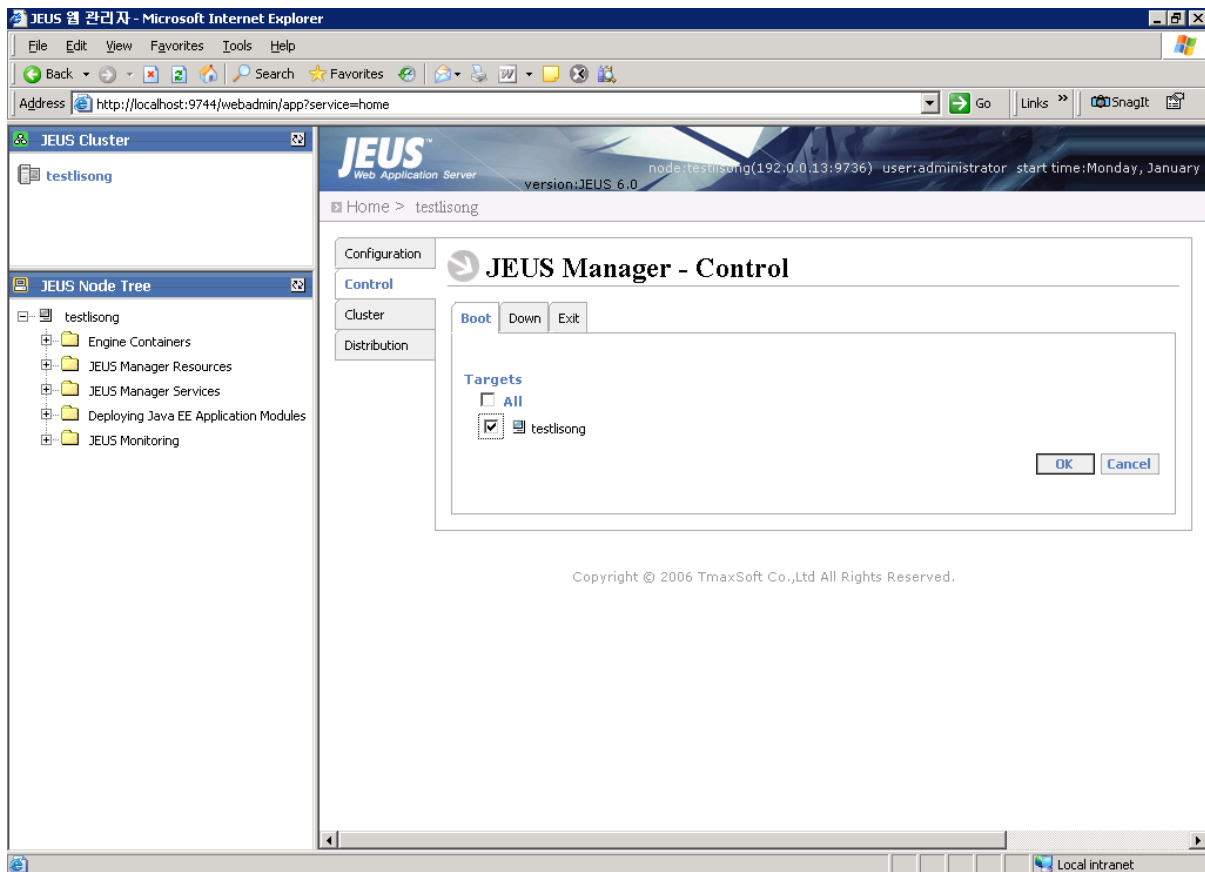 JEUS 웹 관리자 - Microsoft Internet Explorer
File Edit View Favorites Tools Help
Back Search Favorites
Address http://localhost:9744/webadmin/app?service=home Go Links » SnagIt
JEUS Cluster
testlisong
JEUS™
Web Application Server
version:JEUS 6.0
node:testlisong(192.0.0.13:9736) user:administrator start time:Monday, January
Home > testlisong
JEUS Node Tree
testlisong
Engine Containers
JEUS Manager Resources
JEUS Manager Services
Deploying Java EE Application Modules
JEUS Monitoring
Configuration
Control
Cluster
Distribution
JEUS Manager - Control
Boot Down Exit
Targets
All
testlisong
OK Cancel
Copyright © 2006 TmaxSoft Co.,Ltd All Rights Reserved.
Local intranet